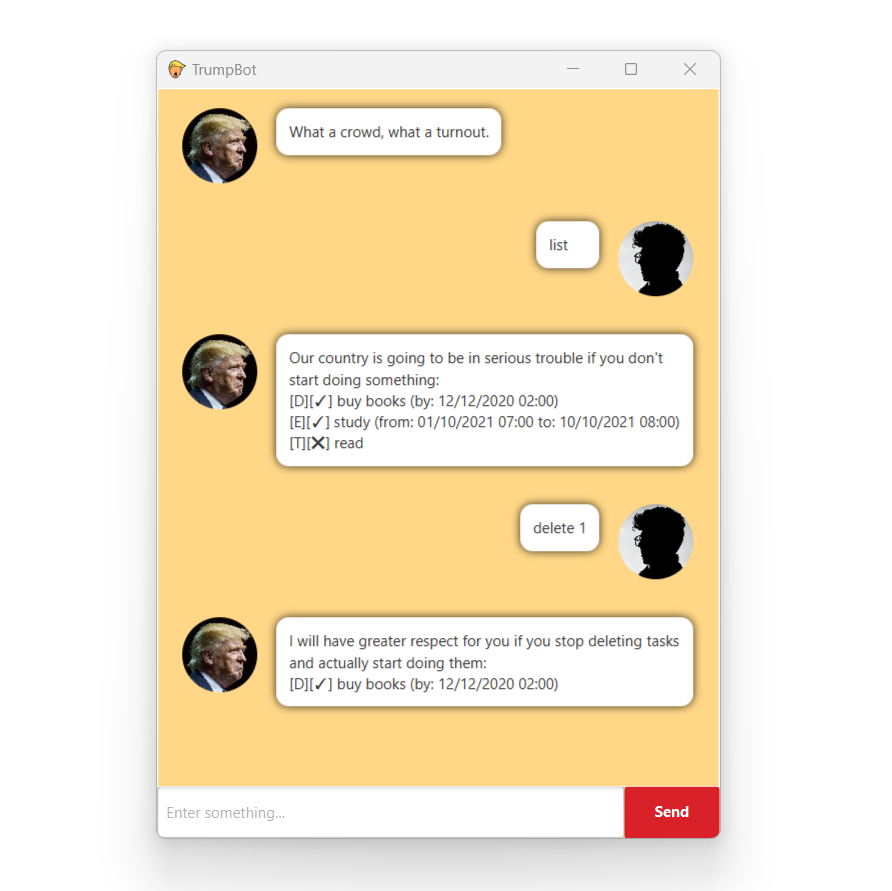 TrumpBot
What a crowd, what a turnout.
list
Our country is going to be in serious trouble if you don't
start doing something:
[D][✓] buy books (by: 12/12/2020 02:00)
[E][✓] study (from: 01/10/2021 07:00 to: 10/10/2021 08:00)
[T][❌] read
delete 1
I will have greater respect for you if you stop deleting tasks
and actually start doing them:
[D][✓] buy books (by: 12/12/2020 02:00)
Enter something...
Send